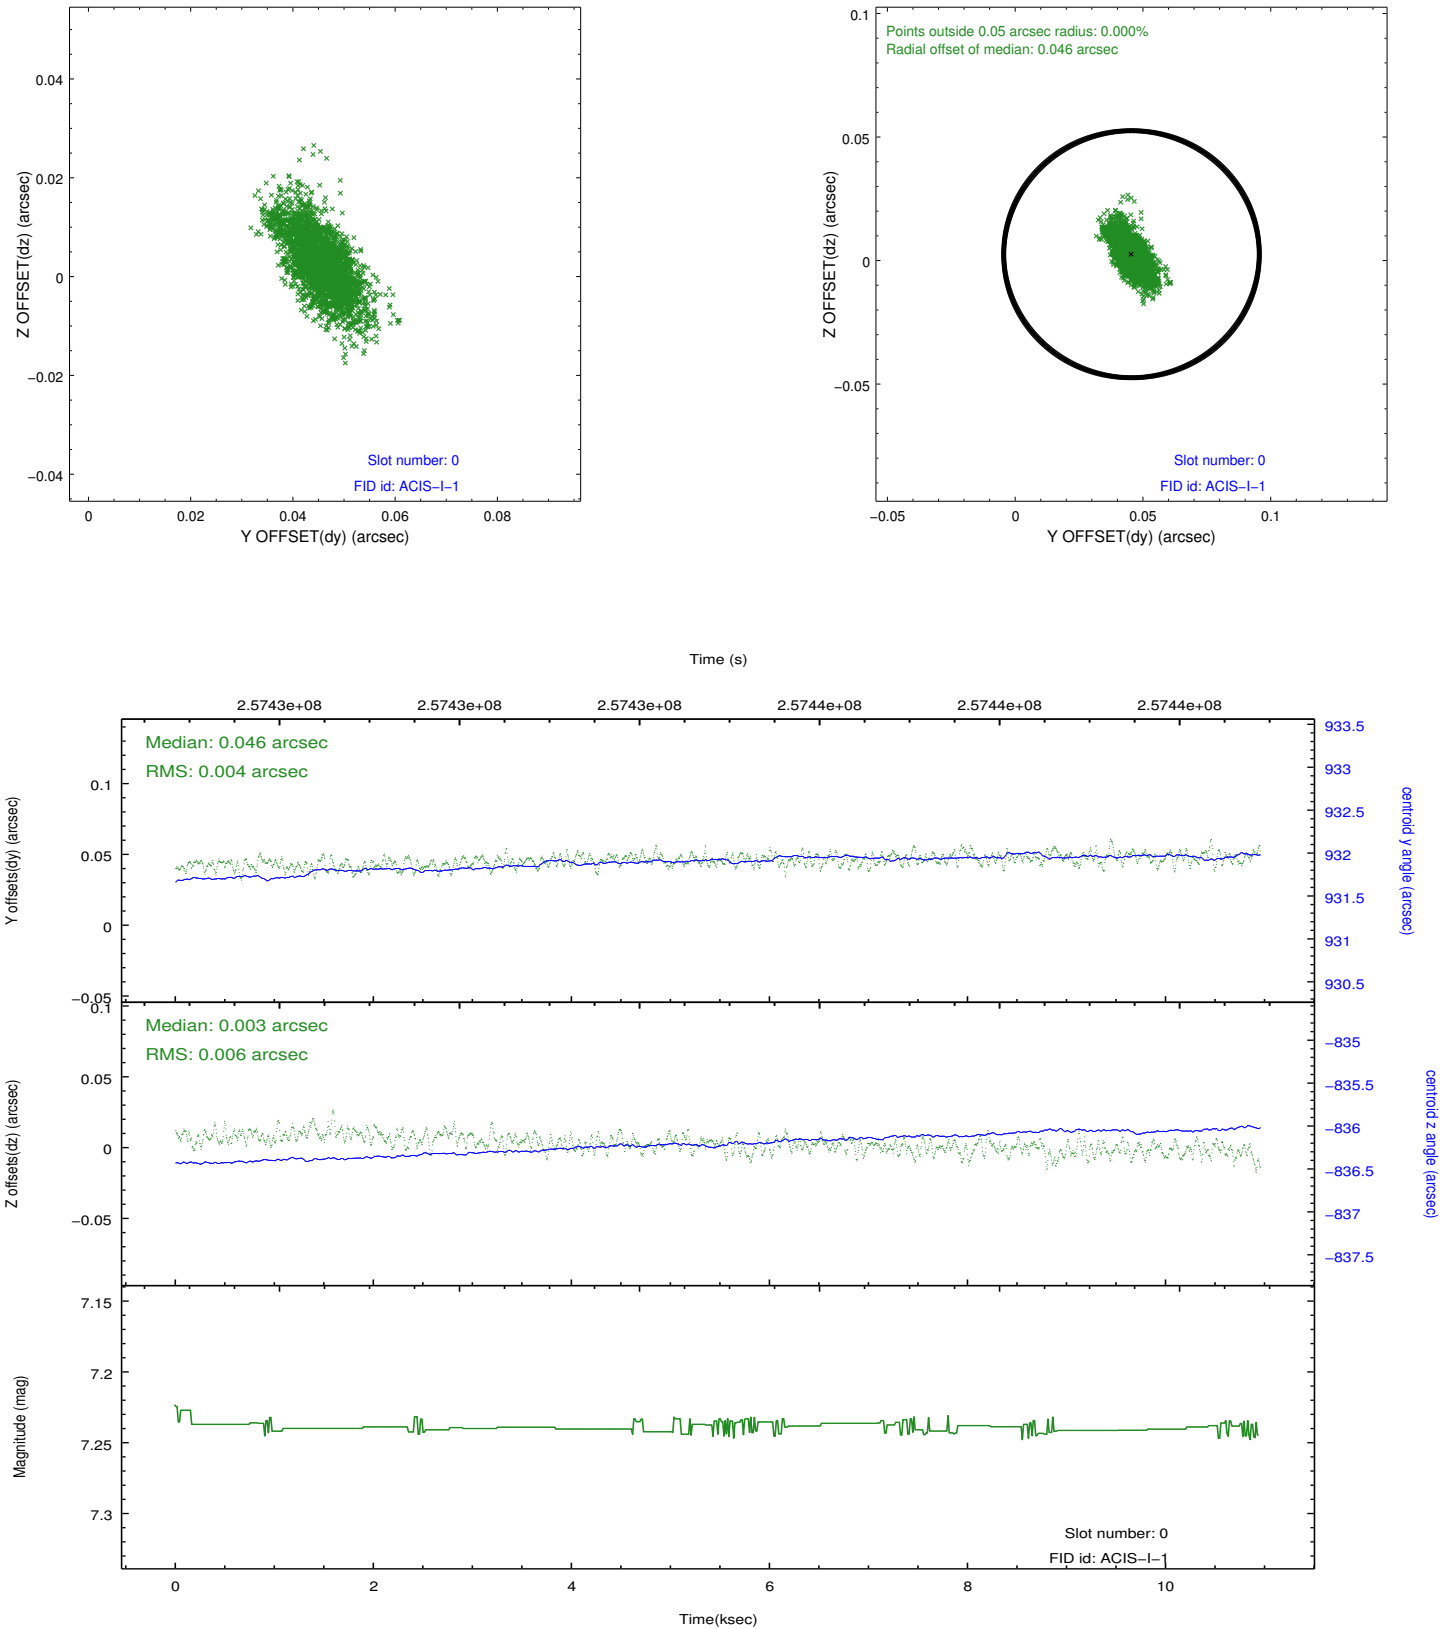 0.04
0.02
0
−0.02
−0.04
Z OFFSET(dz) (arcsec)
Slot number: 0
FID id: ACIS−I−1
0 0.02 0.04 0.06 0.08
Y OFFSET(dy) (arcsec)
Points outside 0.05 arcsec radius: 0.000%
Radial offset of median: 0.046 arcsec
0.1
0.05
0
−0.05
Z OFFSET(dz) (arcsec)
Slot number: 0
FID id: ACIS−I−1
−0.05 0 0.05 0.1
Y OFFSET(dy) (arcsec)
Time (s)
2.5743e+08 2.5743e+08 2.5743e+08 2.5744e+08 2.5744e+08 2.5744e+08
Median: 0.046 arcsec
RMS: 0.004 arcsec
0.1
0.05
0
−0.05
Y offsets(dy) (arcsec)
933.5
933
932.5
932
931.5
931
930.5
centroid y angle (arcsec)
Median: 0.003 arcsec
RMS: 0.006 arcsec
0.1
0.05
0
−0.05
Z offsets(dz) (arcsec)
−835
−835.5
−836
−836.5
−837
−837.5
centroid z angle (arcsec)
7.15
7.2
7.25
7.3
Magnitude (mag)
Slot number: 0
FID id: ACIS−I−1
0 2 4 6 8 10
Time(ksec)